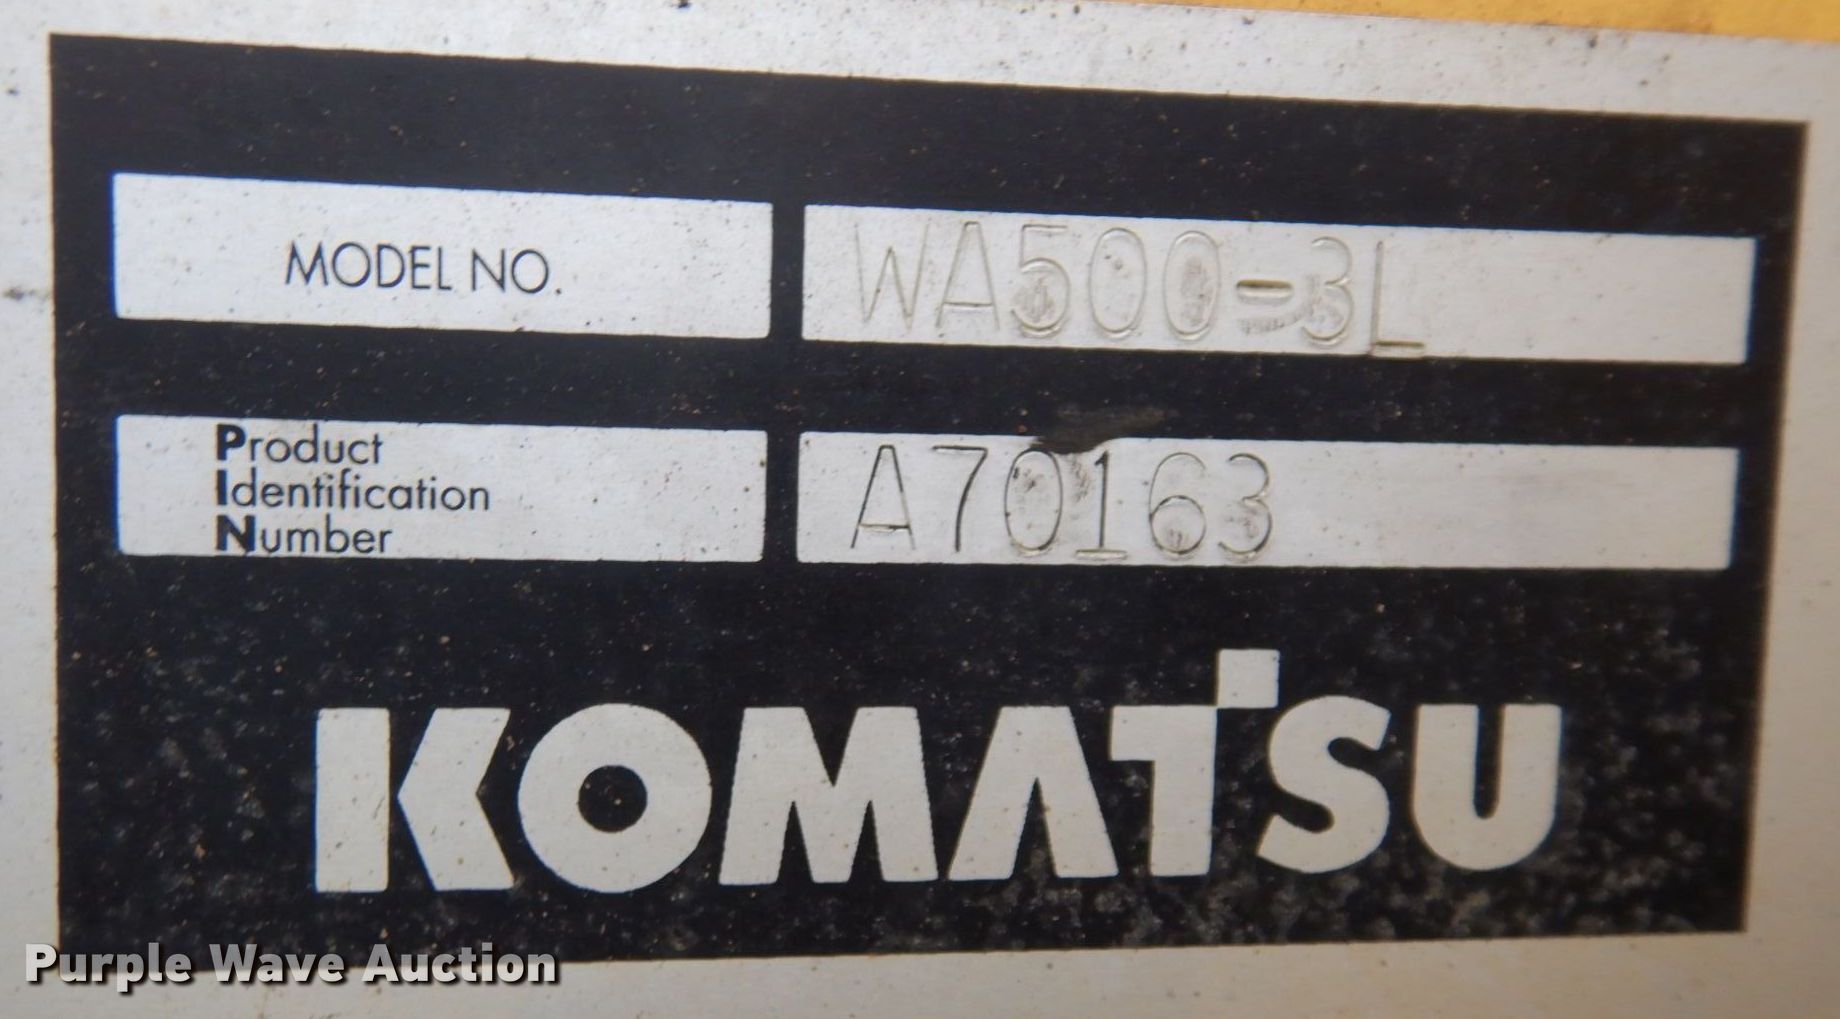 MODEL NO. WA500-3L
Product
Identification
Number
A70163
KOMATSU
Purple Wave Auction